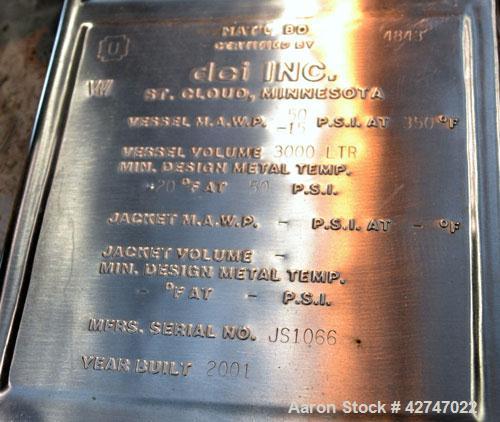 MAT'L BD 4843
U CERTIFIED BY
W dci INC.
ST. CLOUD, MINNESOTA
50
VESSEL M.A.W.P. -15 P.S.I. AT 350 °F
VESSEL VOLUME 3000 LTR
MIN. DESIGN METAL TEMP.
-20 °F AT 50 P.S.I.
JACKET M.A.W.P. - P.S.I. AT - °F
JACKET VOLUME -
MIN. DESIGN METAL TEMP.
- °F AT - P.S.I.
MFRS. SERIAL NO. JS1066
YEAR BUILT 2001
Aaron Stock # 42747022